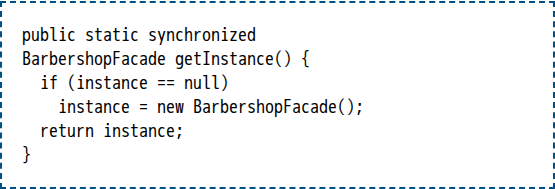 public static synchronized
BarbershopFacade getInstance() {
  if (instance == null)
    instance = new BarbershopFacade();
  return instance;
}